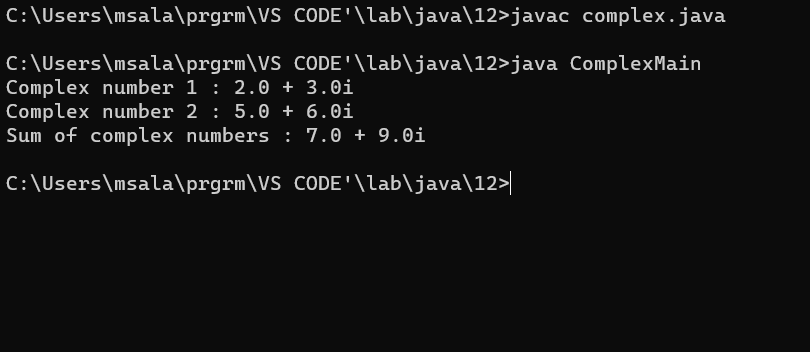 C:\Users\msala\prgrm\VS CODE'\lab\java\12>javac complex.java
C:\Users\msala\prgrm\VS CODE'\lab\java\12>java ComplexMain
Complex number 1 : 2.0 + 3.0i
Complex number 2 : 5.0 + 6.0i
Sum of complex numbers : 7.0 + 9.0i
C:\Users\msala\prgrm\VS CODE'\lab\java\12>